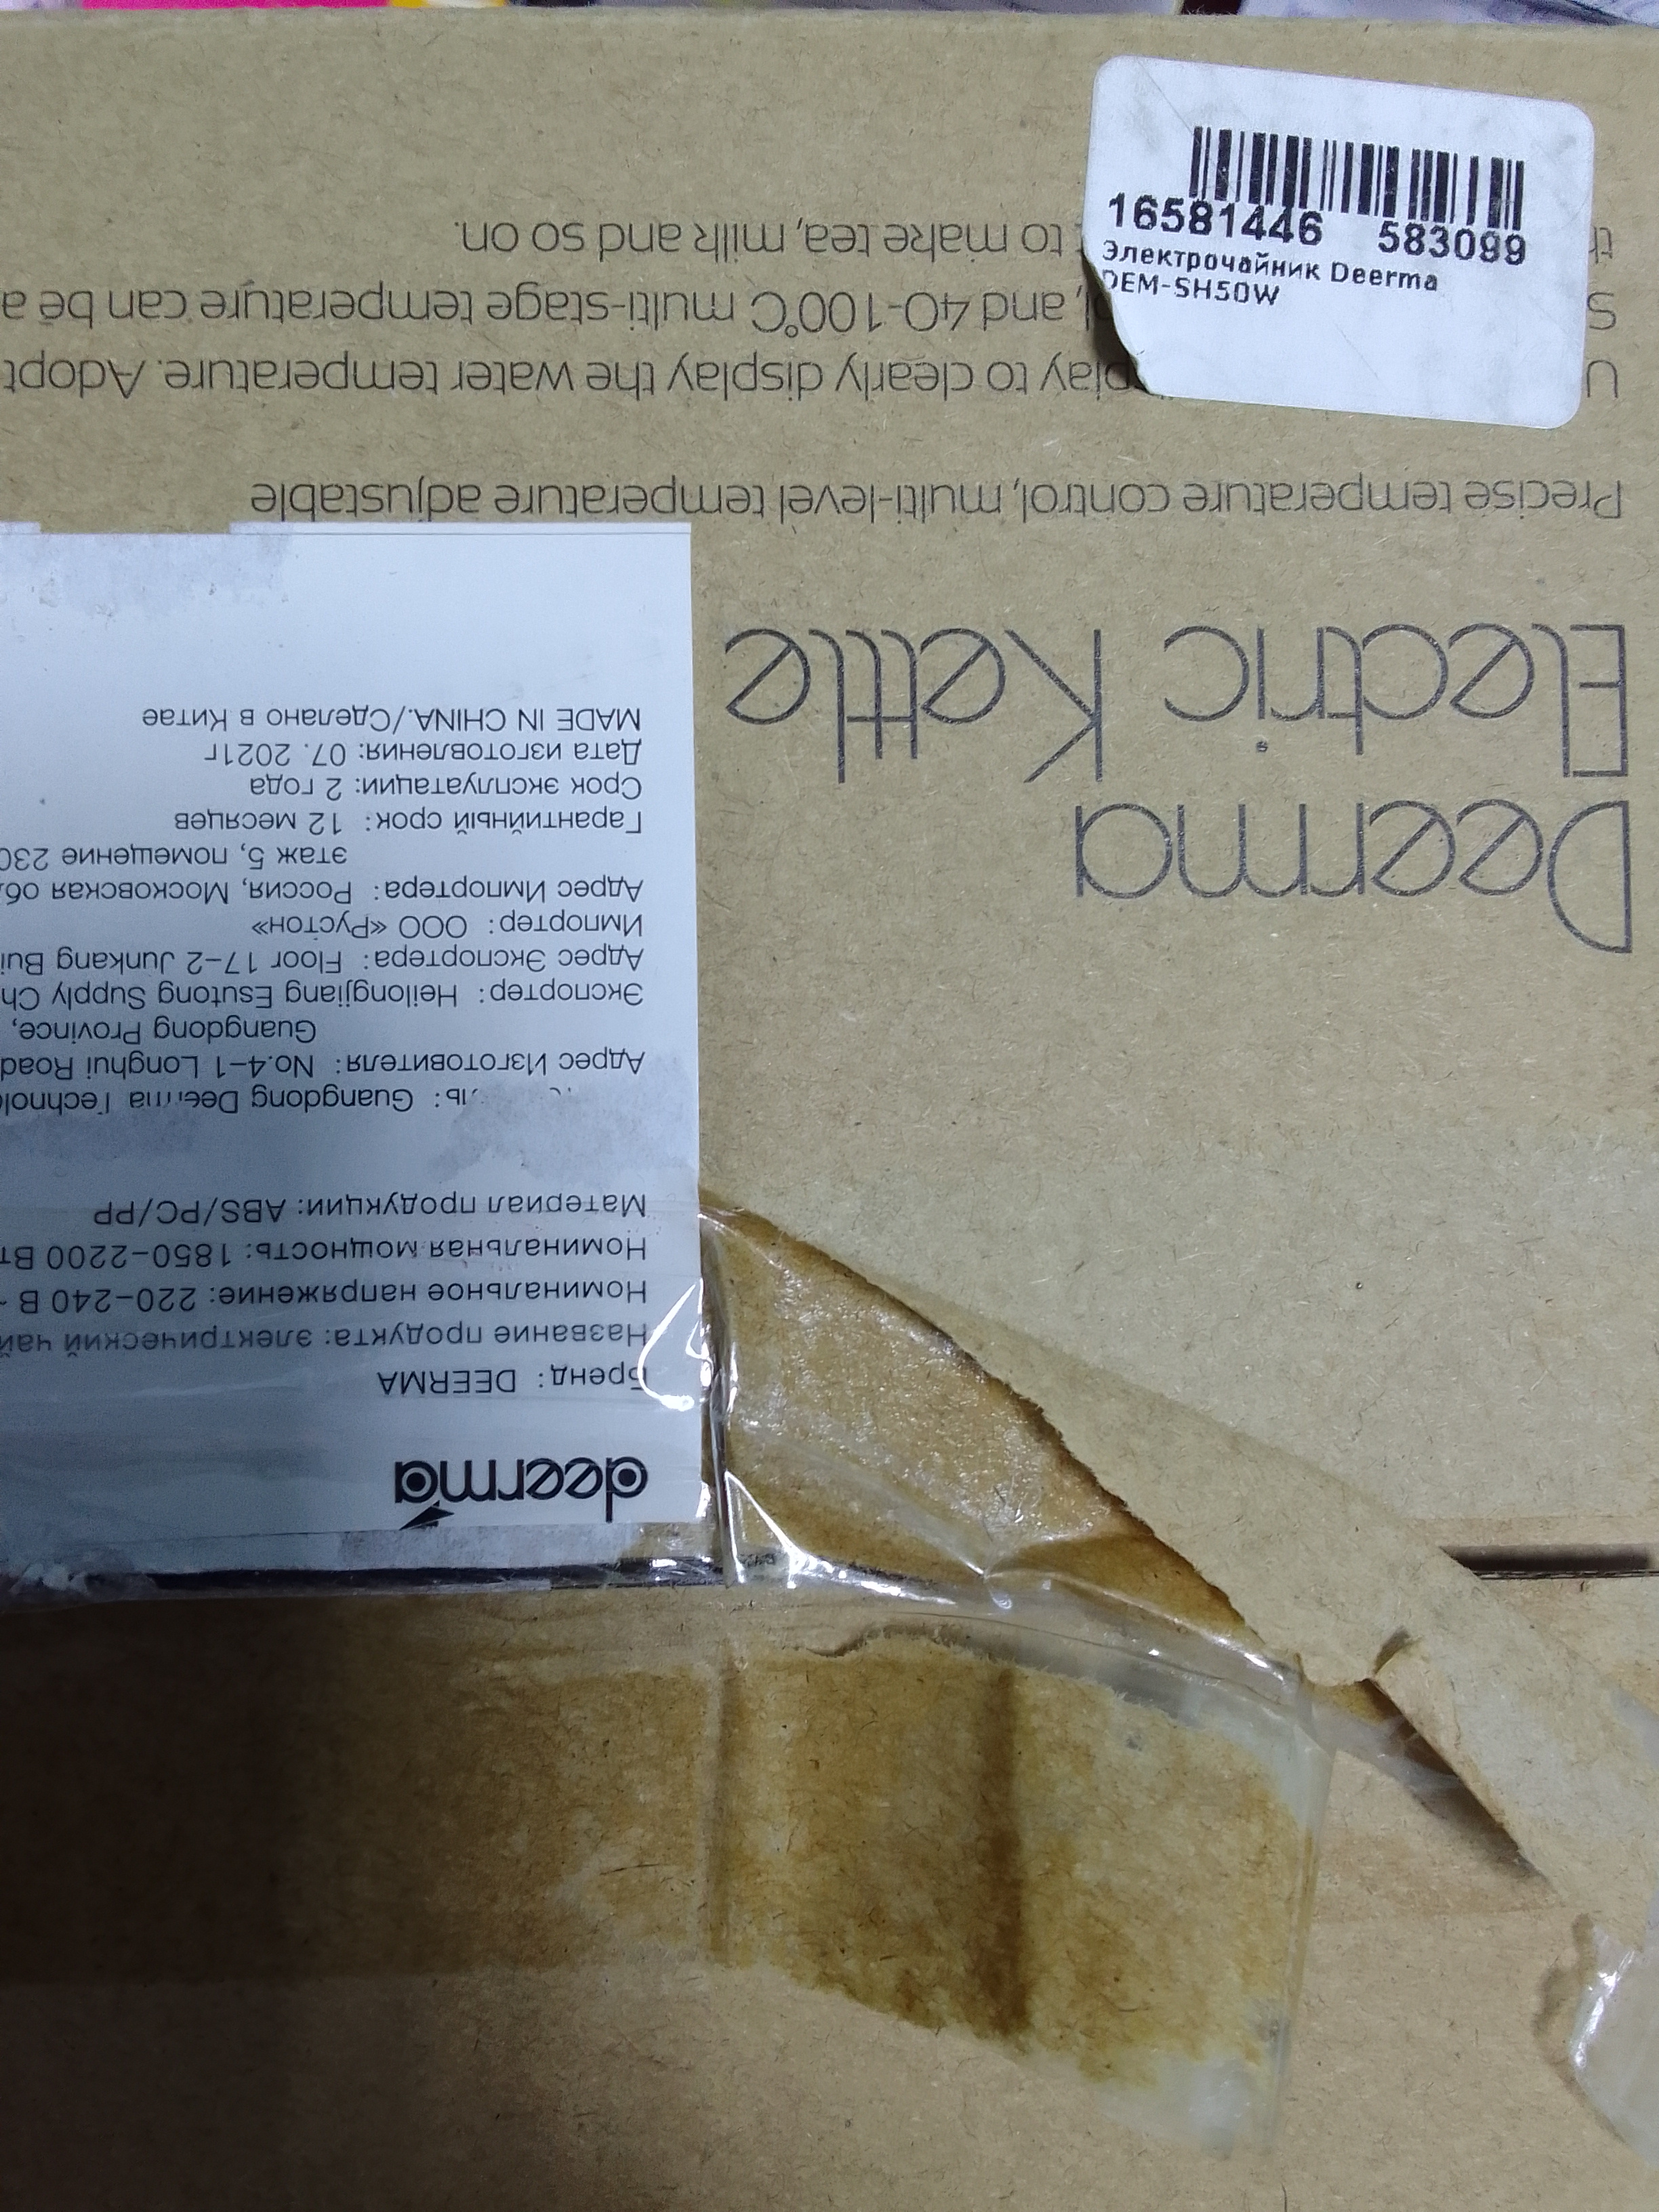 16581446 583099
Электрочайник Deerma
DEM-SH50W
Deerma
Electric Kettle
Precise temperature control, multi-level temperature adjustable
play to clearly display the water temperature. Adopt
and 40-100°C multi-stage temperature can be a
to make tea, milk and so on.
deerma
Бренд: DEERMA
Название продукта: электрический чай
Номинальное напряжение: 220-240 В ~
Номинальная мощность: 1850-2200 Вт
Материал продукции: ABS/PC/PP
Guangdong Deerma Technolo
Адрес Изготовителя: No.4-1 Longhui Road
Guangdong Province,
Экспортер: Heilongjiang Esutong Supply Ch
Адрес Экспортера: Floor 17-2 Junkang Bui
Импортер: ООО «Рустон»
Адрес Импортера: Россия, Московская об
этаж 5, помещение 230
Гарантийный срок: 12 месяцев
Срок эксплуатации: 2 года
Дата изготовления: 07. 2021г
MADE IN CHINA./Сделано в Китае